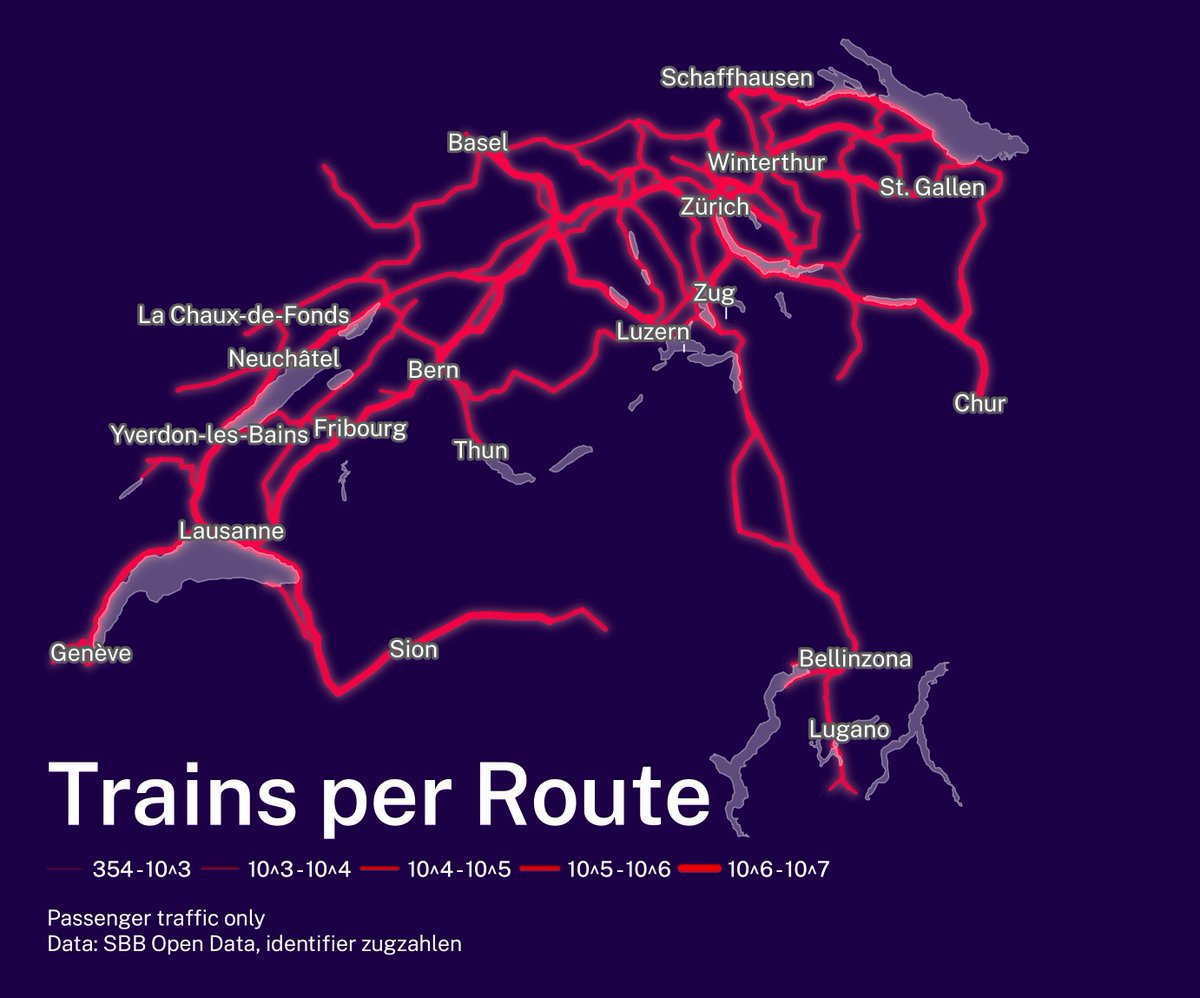 Schaffhausen
Basel
Winterthur
St. Gallen
Zürich
Zug
La Chaux-de-Fonds
Luzern
Neuchâtel
Bern
Chur
Yverdon-les-Bains
Fribourg
Thun
Lausanne
Genève
Sion
Bellinzona
Lugano
Trains per Route
354-10^3 10^3-10^4 10^4-10^5 10^5-10^6 10^6-10^7
Passenger traffic only
Data: SBB Open Data, identifier zugzahlen